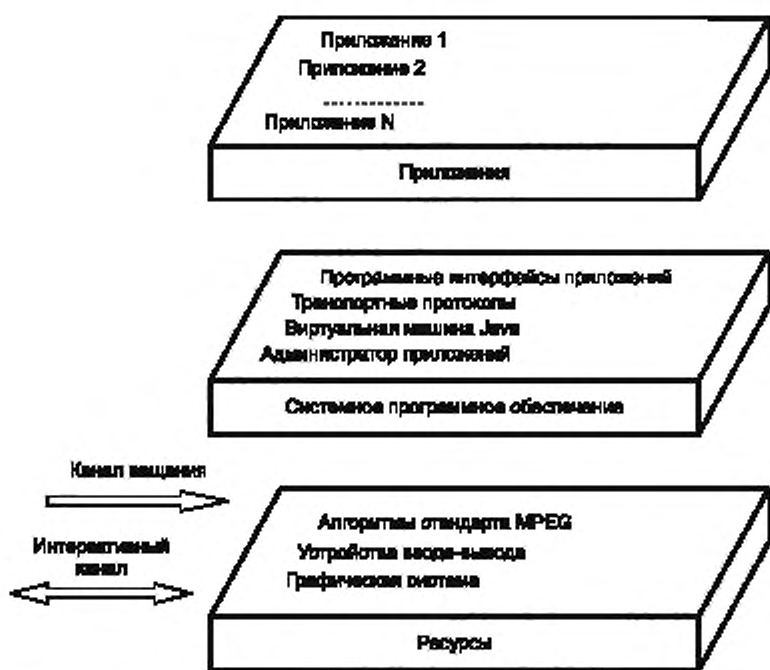 Приложение 1
Приложение 2
Приложение N
Приложения
Программные интерфейсы приложений
Транспортные протоколы
Виртуальная машина Java
Администратор приложений
Системное программное обеспечение
Канал вещания
Интерактивный
канал
Алгоритмы стандарта MPEG
Устройства ввода-вывода
Графическая система
Ресурсы